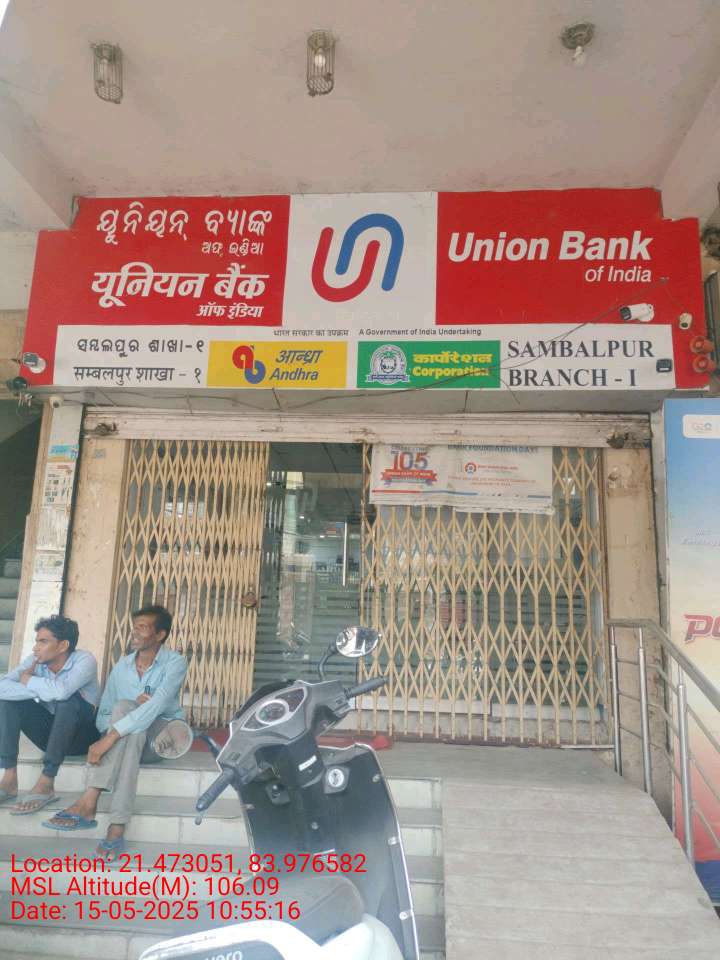 ୟୁନିୟନ୍ ବ୍ୟାଙ୍କ
ଅଫ୍ ଇଣ୍ଡିଆ
यूनियन बैंक
ऑफ इंडिया
Union Bank
of India
भारत सरकार का उपक्रम A Government of India Undertaking
ସମ୍ବଲପୁର ଶାଖା-୧
सम्बलपुर शाखा - १
आन्ध्रा
Andhra
कार्पोरेशन
Corporation
SAMBALPUR
BRANCH - I
105
BANK FOUNDATION DAY!
G20
Location: 21.473051, 83.976582
MSL Altitude(M): 106.09
Date: 15-05-2025 10:55:16